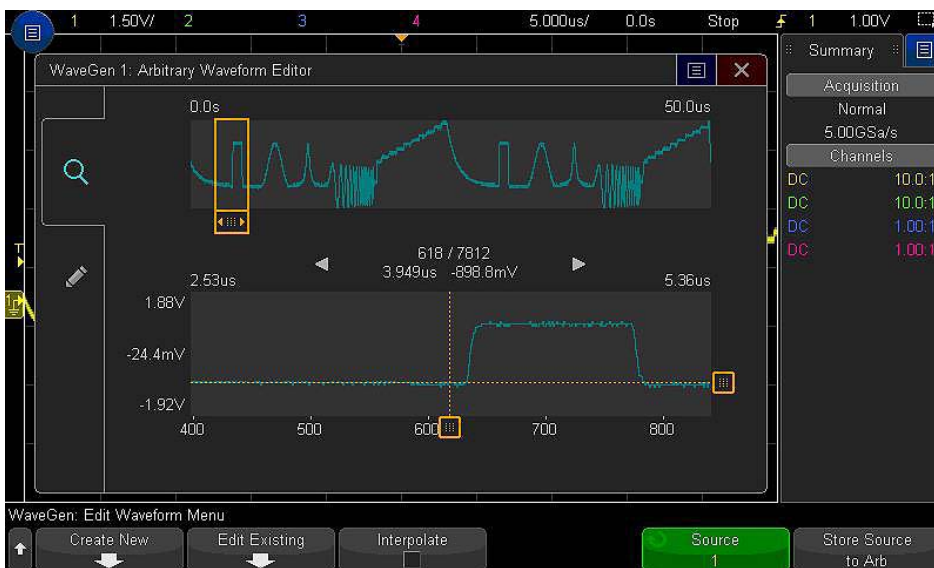 1 1.50V/ 2 3 4 5.000us/ 0.0s Stop 1 1.00V
Summary
WaveGen 1: Arbitrary Waveform Editor
Acquisition
Normal
5.00GSa/s
Channels
DC 10.0:1
DC 10.0:1
DC 1.00:1
DC 1.00:1
0.0s 50.0us
618 / 7812
3.949us -898.8mV
2.53us 5.36us
1.88V
-24.4mV
-1.92V
400 500 600 700 800
T
1
WaveGen: Edit Waveform Menu
Create New Edit Existing Interpolate Source Store Source
1 to Arb